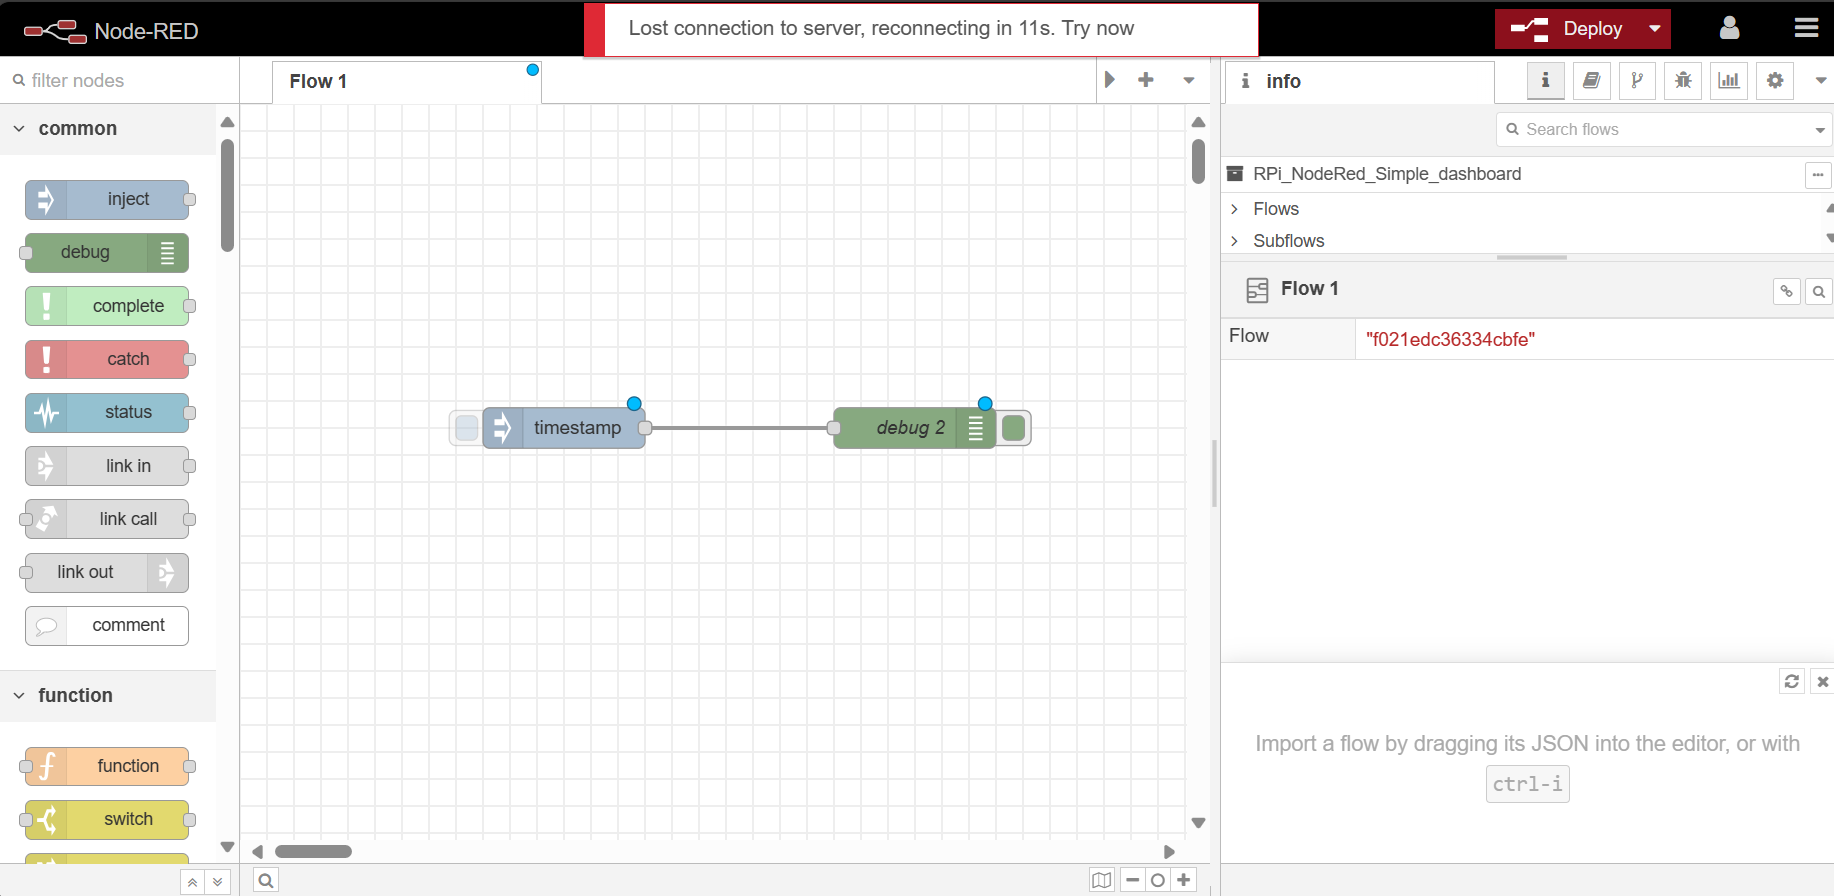 Node-RED
Lost connection to server, reconnecting in 11s. Try now
Deploy
filter nodes
Flow 1
i info
i
common
Search flows
inject
RPi_NodeRed_Simple_dashboard
Flows
debug
Subflows
complete
Flow 1
catch
Flow
"f021edc36334cbfe"
status
timestamp
debug 2
link in
link call
link out
comment
function
Import a flow by dragging its JSON into the editor, or with
ctrl-i
function
switch